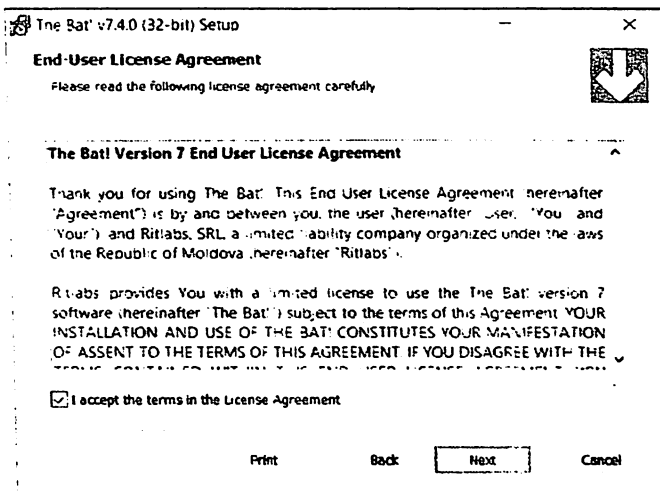 The Bat! v7.4.0 (32-bit) Setup
End-User License Agreement
Please read the following license agreement carefully
The Bat! Version 7 End User License Agreement
Thank you for using The Bat! This End User License Agreement (hereinafter
"Agreement") is by and between you, the user (hereinafter "User," "You" and
"Your") and Ritlabs, SRL, a limited liability company organized under the laws
of the Republic of Moldova (hereinafter "Ritlabs").
Ritlabs provides You with a limited license to use the The Bat! version 7
software (hereinafter "The Bat!") subject to the terms of this Agreement YOUR
INSTALLATION AND USE OF THE BAT! CONSTITUTES YOUR MANIFESTATION
OF ASSENT TO THE TERMS OF THIS AGREEMENT. IF YOU DISAGREE WITH THE
I accept the terms in the License Agreement
Print Back Next Cancel